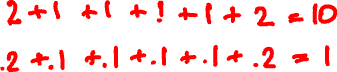 2 + 1 + 1 + ! + 1 + 2 = 10
.2 + .1 + .1 + .1 + .1 + .2 = 1